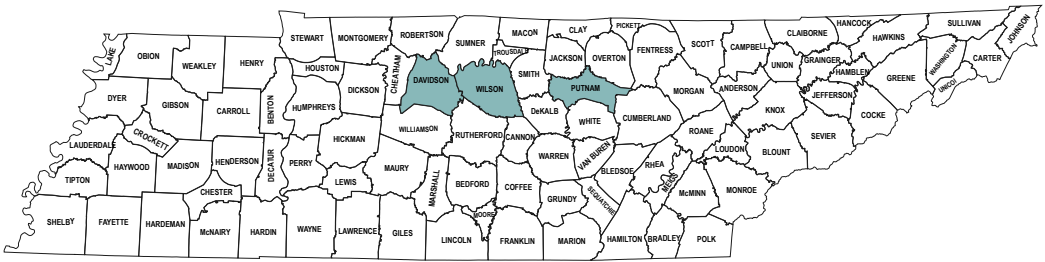 LAKE
OBION
WEAKLEY
HENRY
STEWART
MONTGOMERY
ROBERTSON
SUMNER
MACON
TROUSDALE
CLAY
PICKETT
JACKSON
OVERTON
FENTRESS
SCOTT
CAMPBELL
CLAIBORNE
HANCOCK
HAWKINS
SULLIVAN
JOHNSON
WASHINGTON
CARTER
UNICOI
GREENE
UNION
GRAINGER
HAMBLEN
DYER
GIBSON
CARROLL
BENTON
HOUSTON
HUMPHREYS
DICKSON
CHEATHAM
DAVIDSON
WILSON
SMITH
PUTNAM
DeKALB
WHITE
CUMBERLAND
MORGAN
ANDERSON
KNOX
JEFFERSON
COCKE
SEVIER
BLOUNT
LOUDON
ROANE
LAUDERDALE
CROCKETT
HAYWOOD
MADISON
HENDERSON
DECATUR
PERRY
HICKMAN
WILLIAMSON
RUTHERFORD
CANNON
WARREN
VAN BUREN
BLEDSOE
RHEA
MEIGS
McMINN
MONROE
TIPTON
CHESTER
LEWIS
MAURY
MARSHALL
BEDFORD
COFFEE
GRUNDY
SEQUATCHIE
SHELBY
FAYETTE
HARDEMAN
McNAIRY
HARDIN
WAYNE
LAWRENCE
GILES
LINCOLN
MOORE
FRANKLIN
MARION
HAMILTON
BRADLEY
POLK